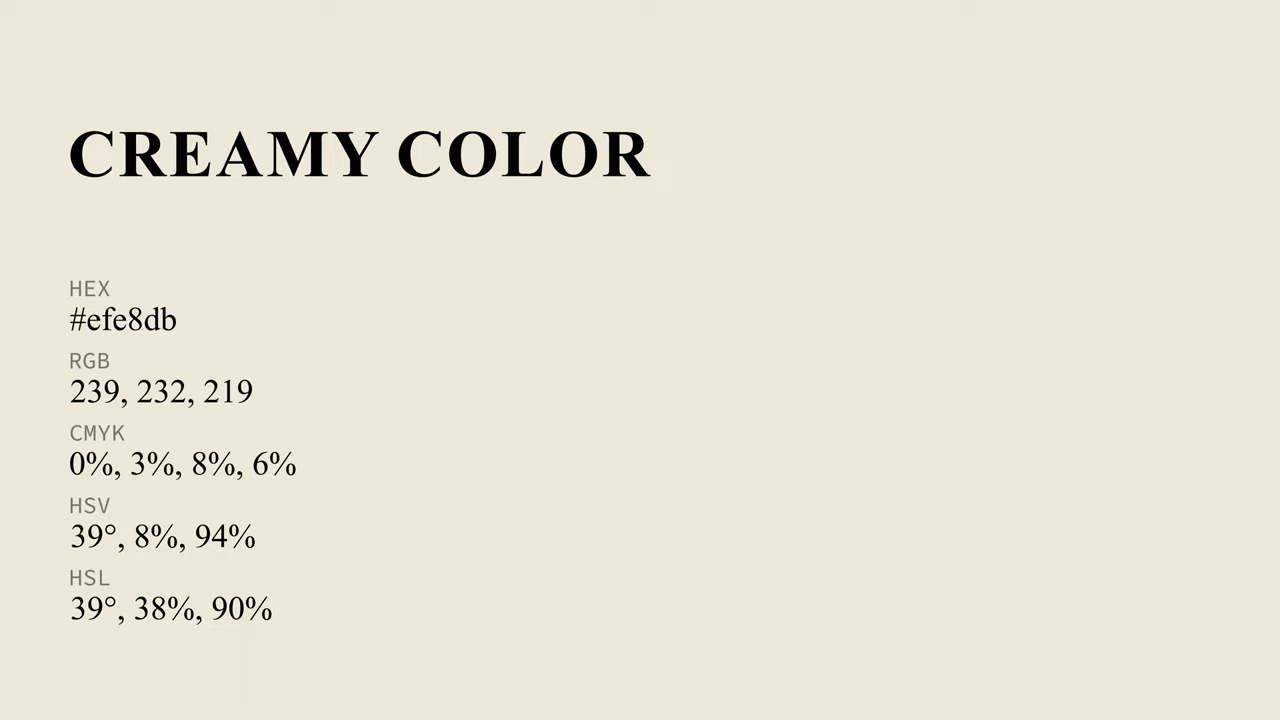 CREAMY COLOR
HEX
#efe8db
RGB
239, 232, 219
CMYK
0%, 3%, 8%, 6%
HSV
39°, 8%, 94%
HSL
39°, 38%, 90%